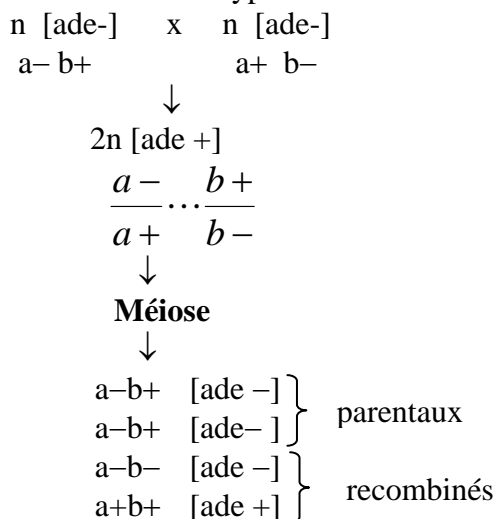 n [ade-] x n [ade-]
a– b+ a+ b–
↓
2n [ade +]
a – ... b +
a + b –
↓
Méiose
↓
a–b+ [ade –]
a–b+ [ade– ] parentaux
a–b– [ade –]
a+b+ [ade +] recombinés